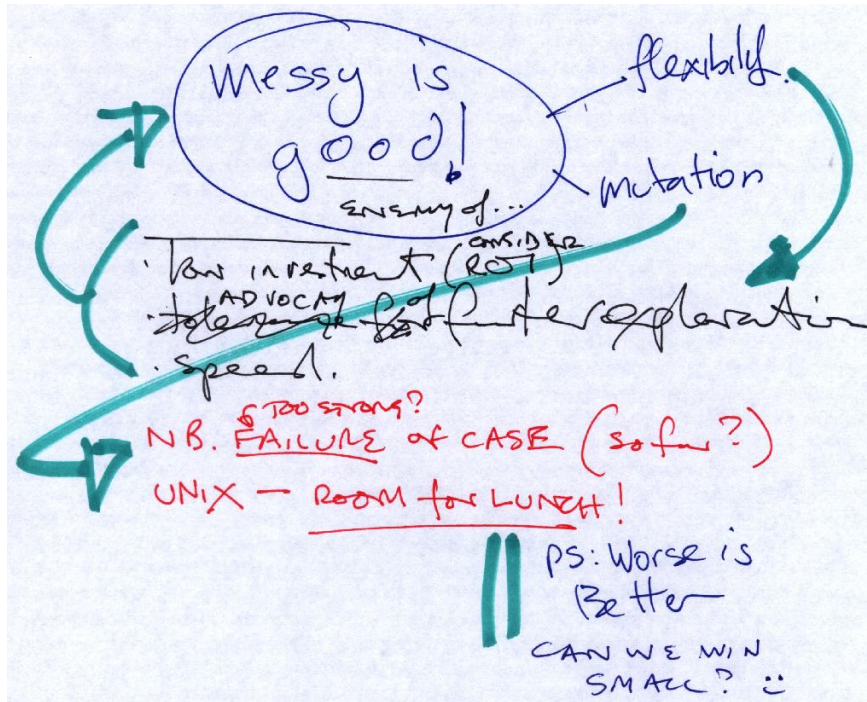 messy is
good!
flexibility
mutation
ENEMY of...
· low investment (CONSIDER ROI)
· ADVOCACY of further exploration
· speed.
TOO STRONG?
NB FAILURE of CASE (so far?)
UNIX — ROOM for LUNCH!
PS: Worse is
Better
CAN WE WIN
SMALL? :)